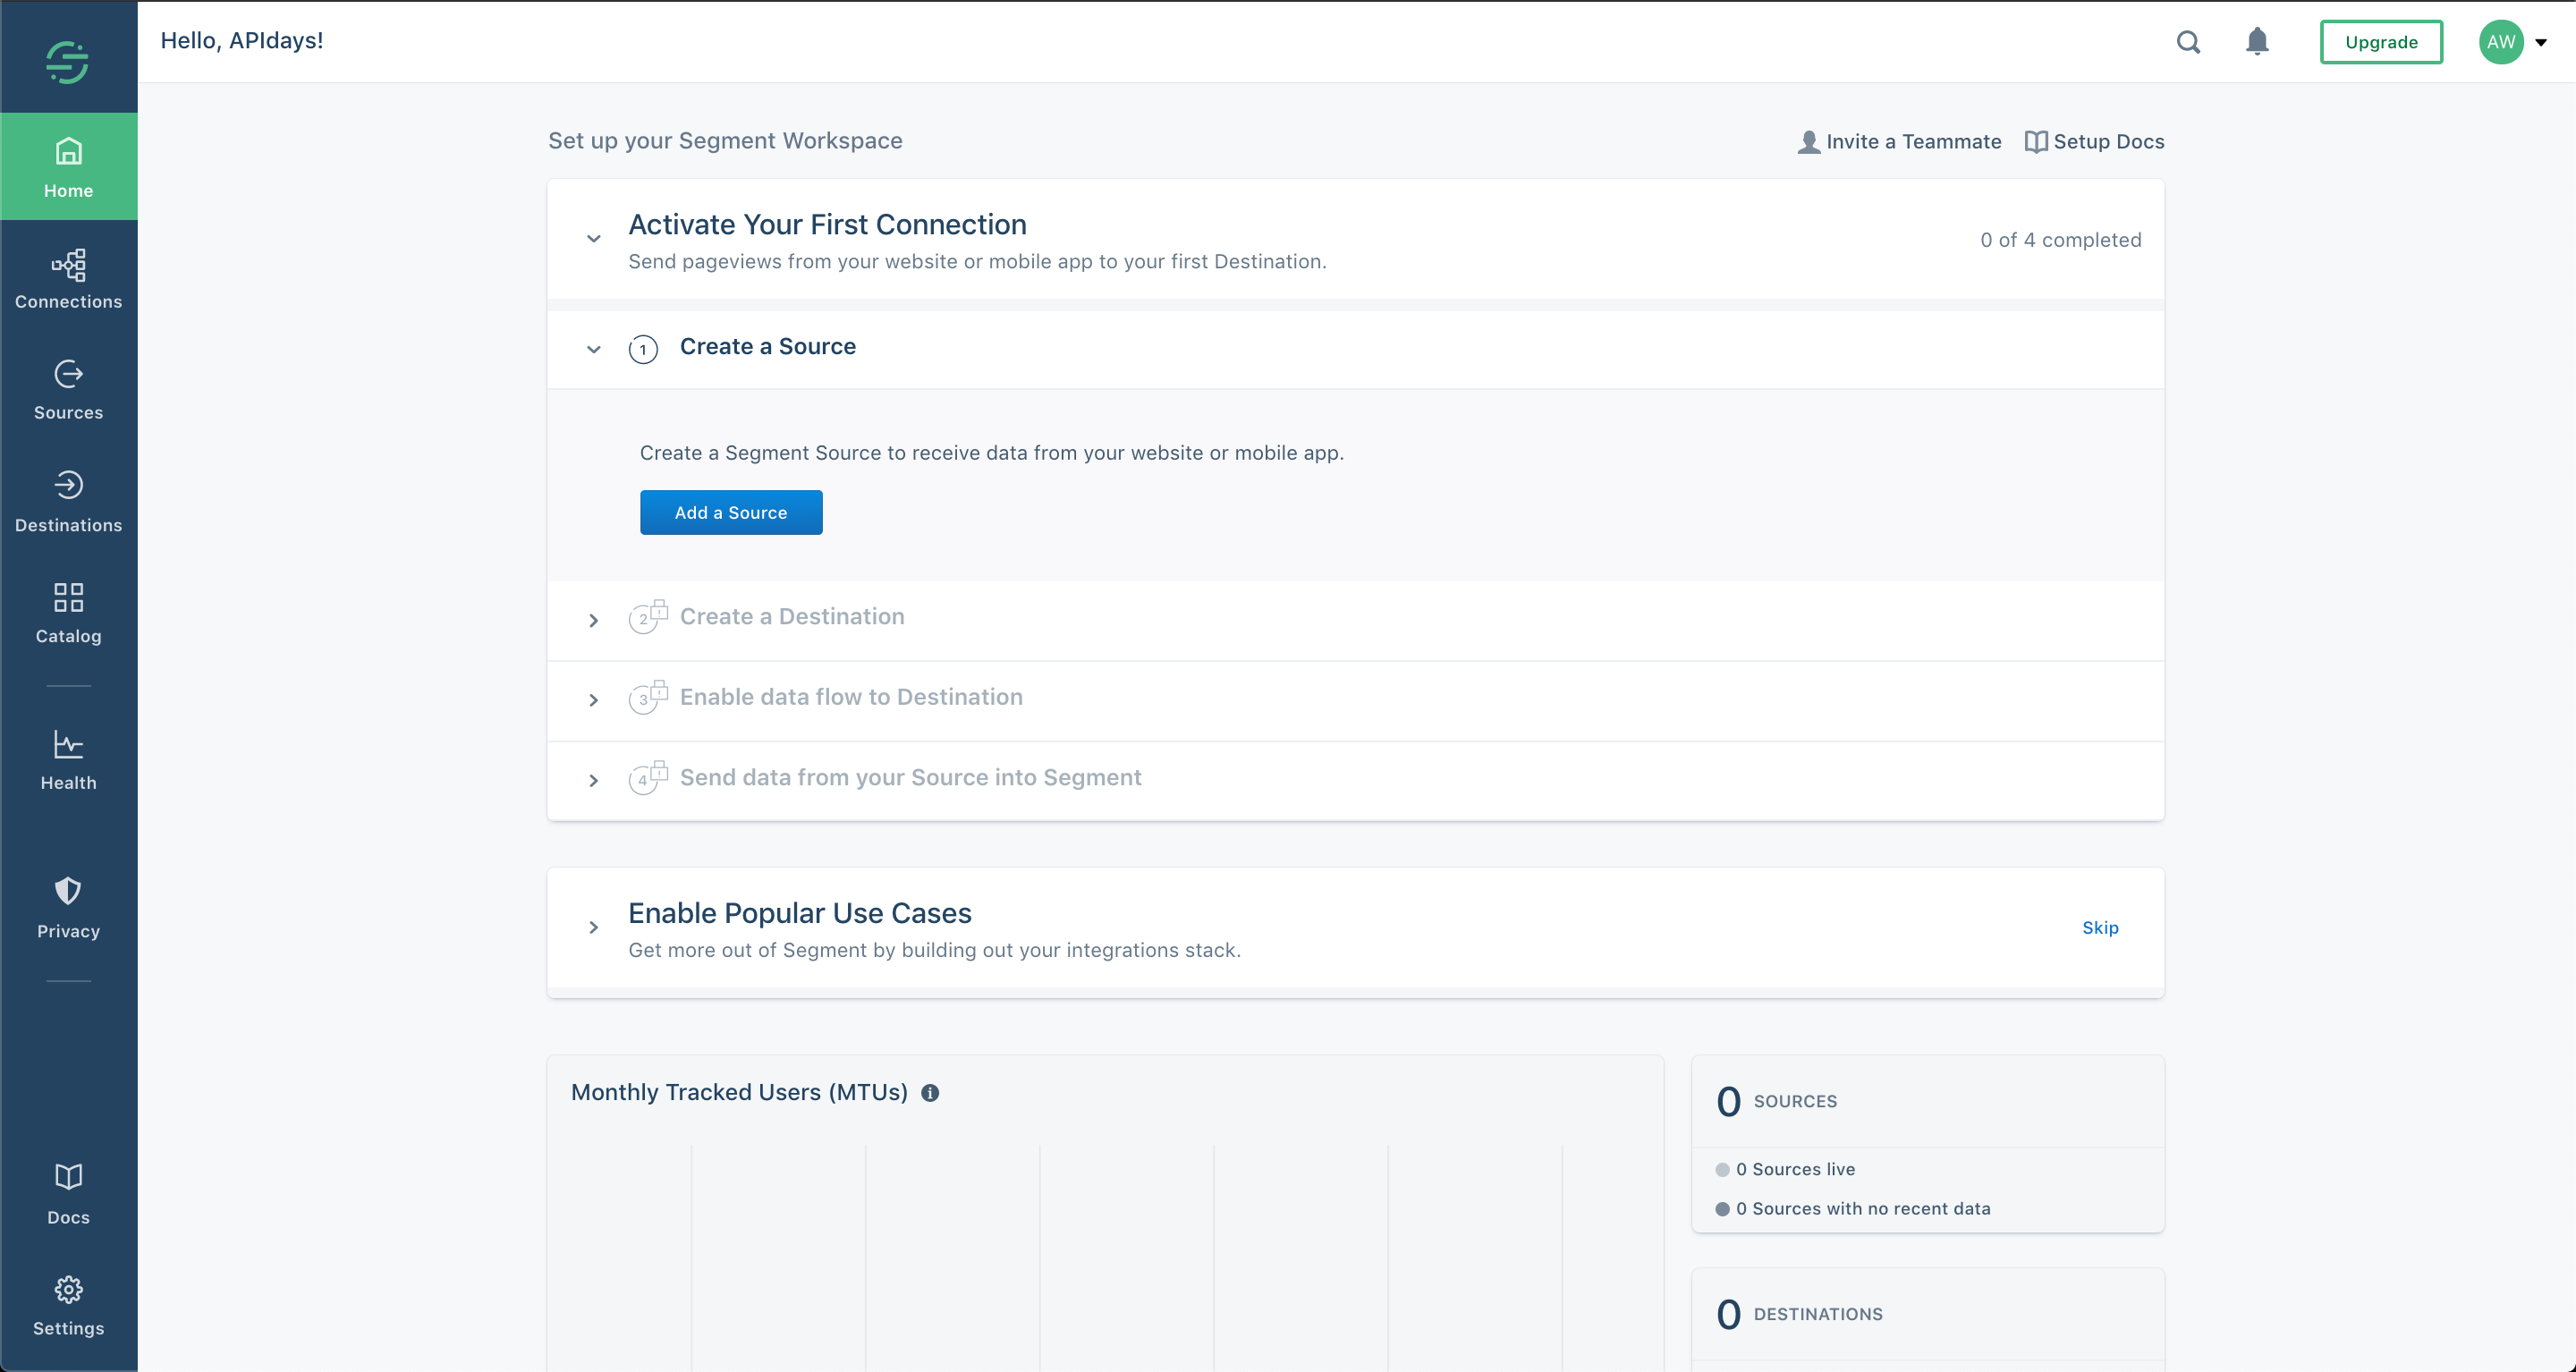 Hello, APIdays!
Upgrade
AW
Home
Connections
Sources
Destinations
Catalog
Health
Privacy
Docs
Settings
Set up your Segment Workspace
Invite a Teammate
Setup Docs
Activate Your First Connection
Send pageviews from your website or mobile app to your first Destination.
0 of 4 completed
1 Create a Source
Create a Segment Source to receive data from your website or mobile app.
Add a Source
2 Create a Destination
3 Enable data flow to Destination
4 Send data from your Source into Segment
Enable Popular Use Cases
Get more out of Segment by building out your integrations stack.
Skip
Monthly Tracked Users (MTUs)
0 SOURCES
0 Sources live
0 Sources with no recent data
0 DESTINATIONS